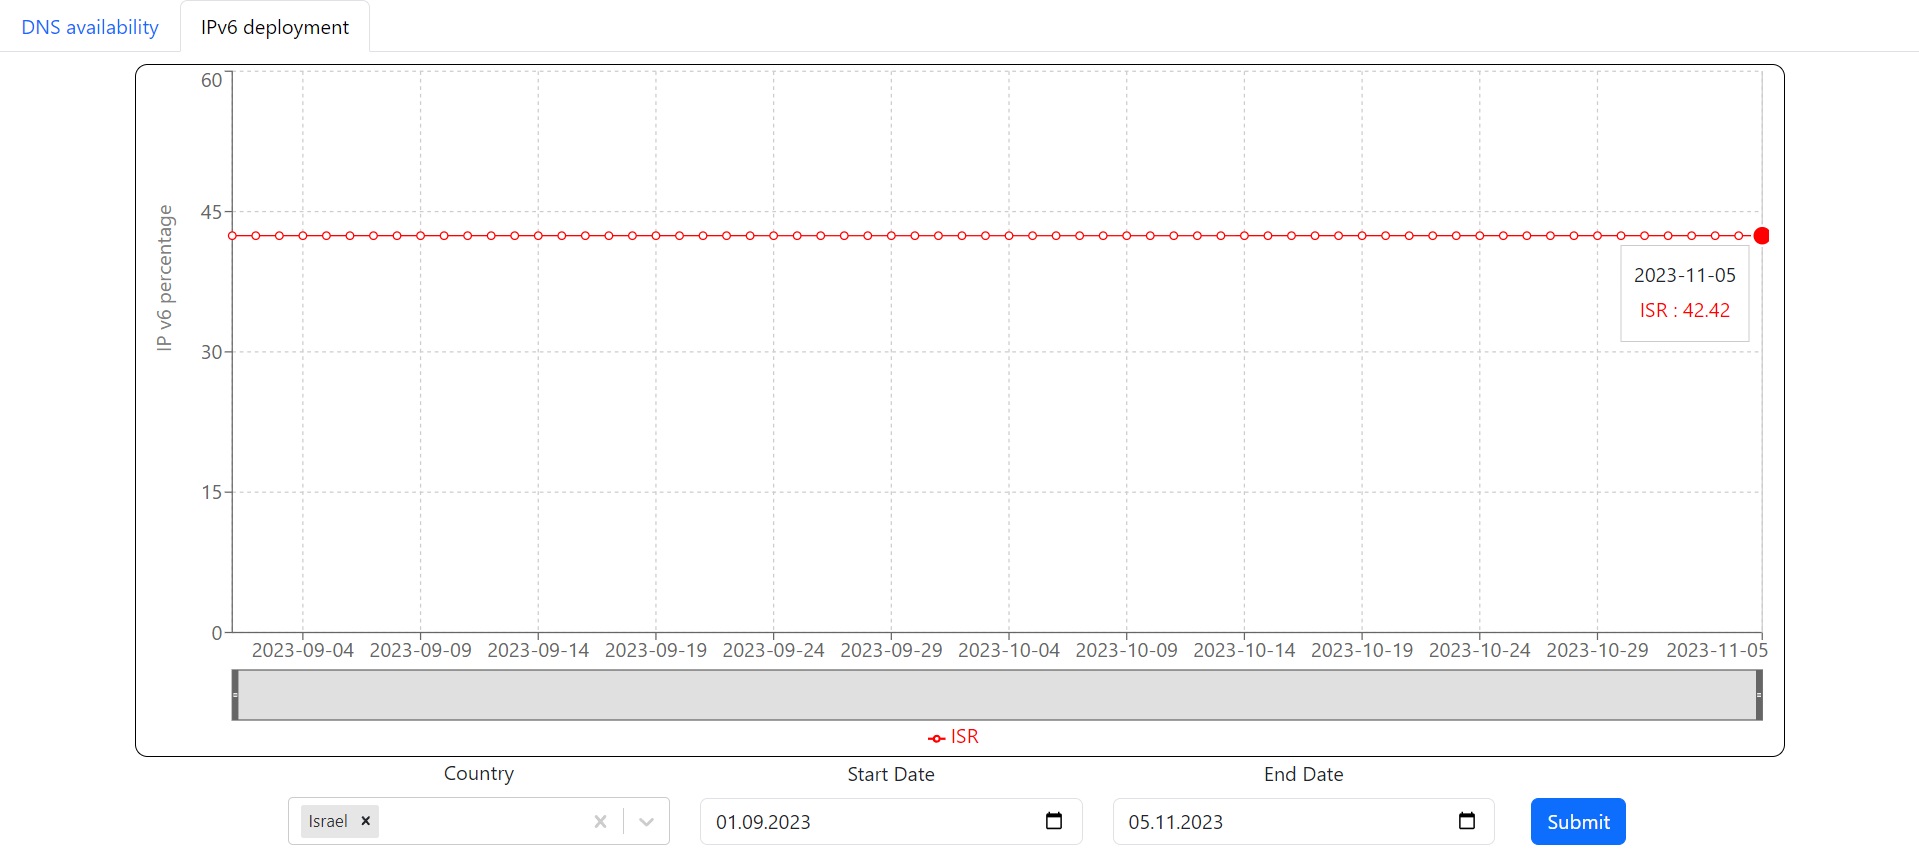 DNS availability
IPv6 deployment
60
45
30
15
0
IP v6 percentage
2023-11-05
ISR : 42.42
2023-09-04 2023-09-09 2023-09-14 2023-09-19 2023-09-24 2023-09-29 2023-10-04 2023-10-09 2023-10-14 2023-10-19 2023-10-24 2023-10-29 2023-11-05
ISR
Country
Start Date
End Date
Israel
01.09.2023
05.11.2023
Submit